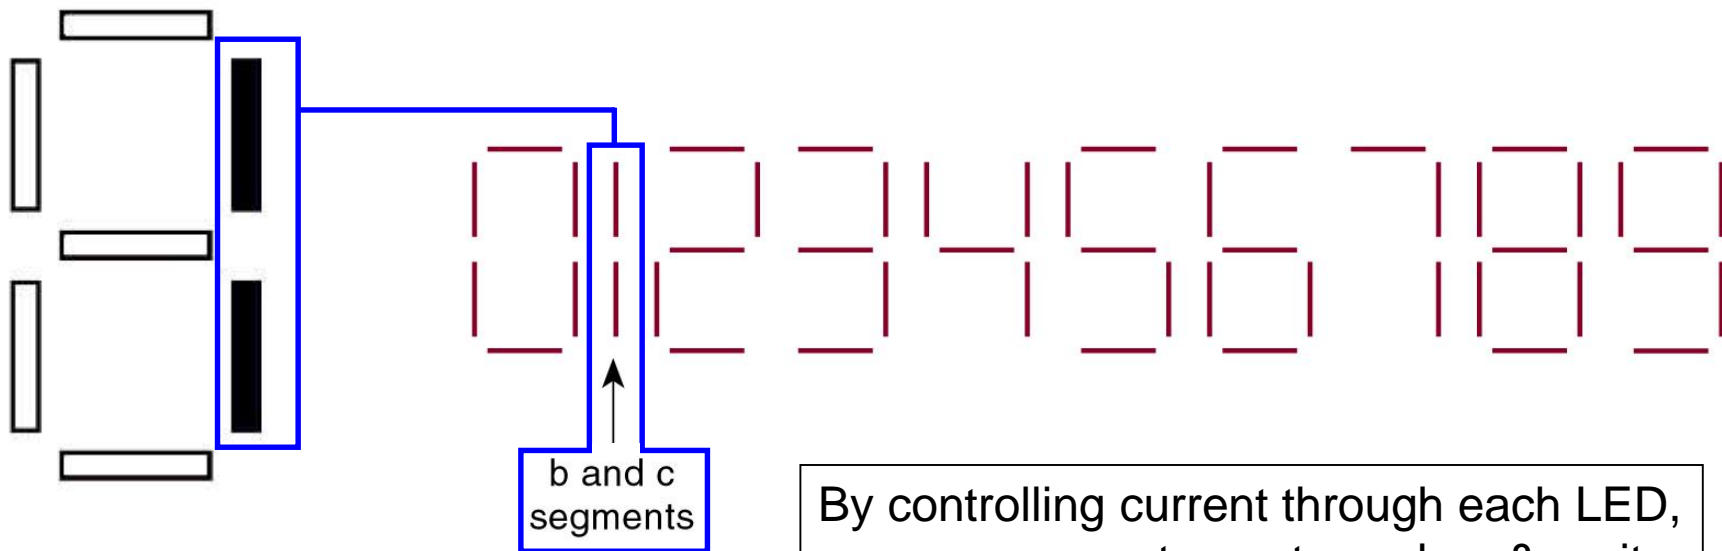 0123456789
b and c
segments
By controlling current through each LED,